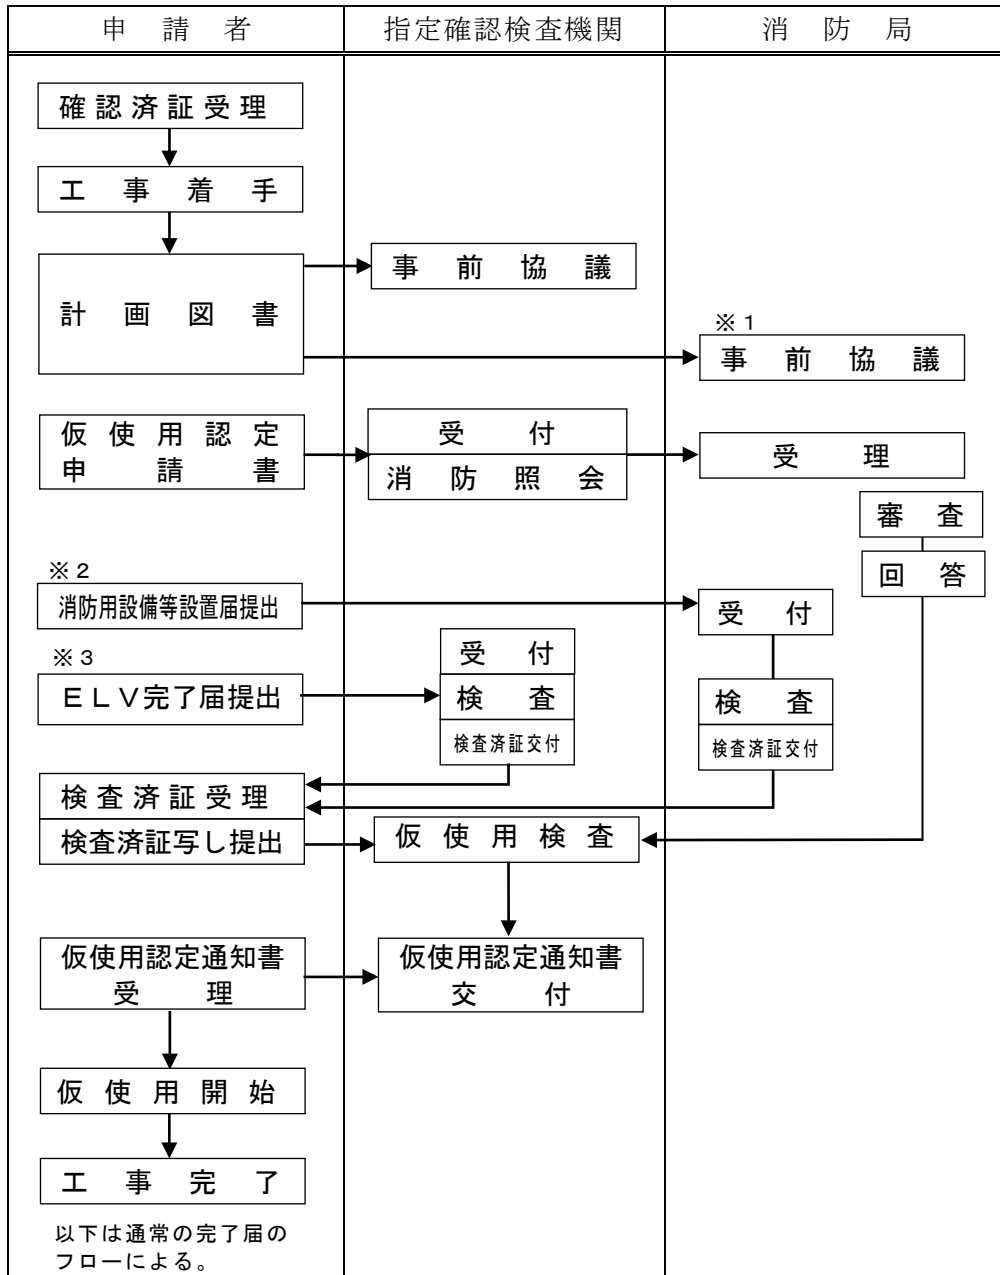 申請者 指定確認検査機関 消防局
確認済証受理
工事着手
計画図書
事前協議
※1
事前協議
仮使用認定
申請書
受付
消防照会
受理
審査
回答
※2
消防用設備等設置届提出
受付
※3
ELV完了届提出
受付
検査
検査済証交付
検査
検査済証交付
検査済証受理
検査済証写し提出
仮使用検査
仮使用認定通知書
受理
仮使用認定通知書
交付
仮使用開始
工事完了
以下は通常の完了届の
フローによる。